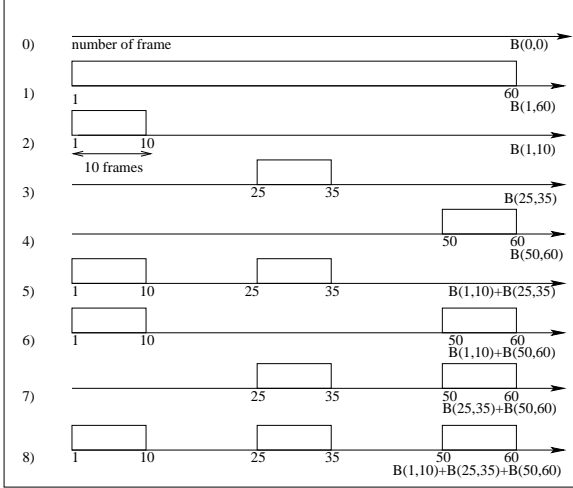 0) number of frame B(0,0)
1) 1 60
B(1,60)
2) 1 10 B(1,10)
10 frames
3) 25 35 B(25,35)
4) 50 60
B(50,60)
5) 1 10 25 35 B(1,10)+B(25,35)
6) 1 10 50 60
B(1,10)+B(50,60)
7) 25 35 50 60
B(25,35)+B(50,60)
8) 1 10 25 35 50 60
B(1,10)+B(25,35)+B(50,60)